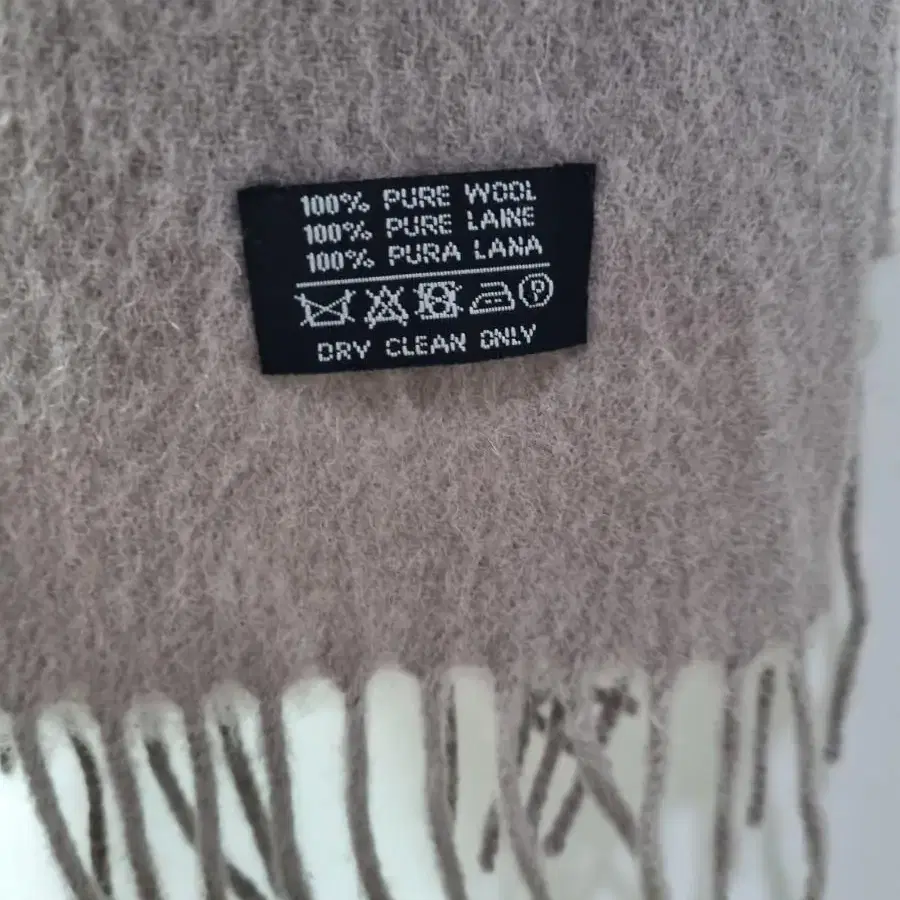 100% PURE WOOL
100% PURE LAINE
100% PURA LANA
P
DRY CLEAN ONLY